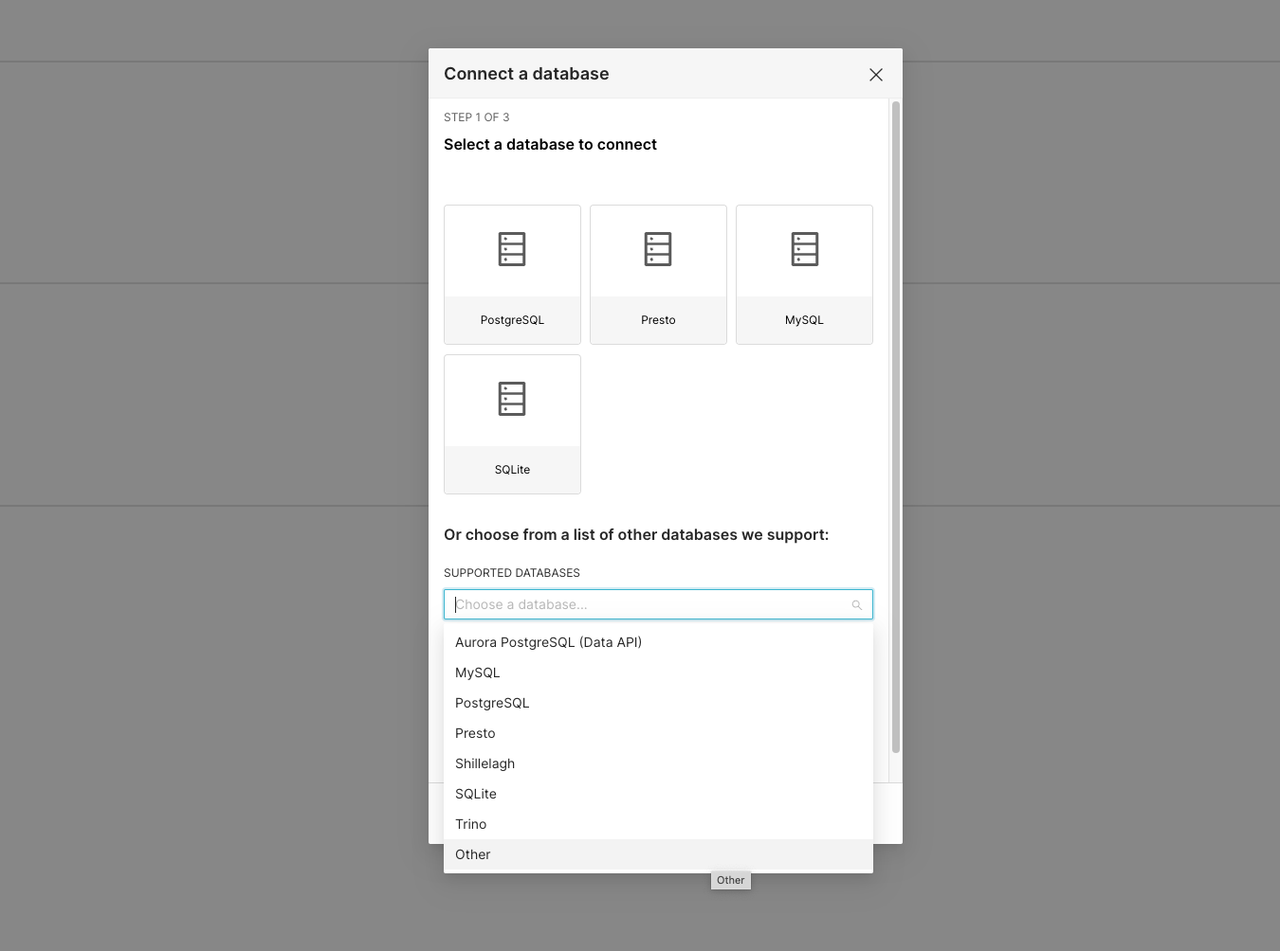 Connect a database
STEP 1 OF 3
Select a database to connect
PostgreSQL
Presto
MySQL
SQLite
Or choose from a list of other databases we support:
SUPPORTED DATABASES
Choose a database...
Aurora PostgreSQL (Data API)
MySQL
PostgreSQL
Presto
Shillelagh
SQLite
Trino
Other
Other